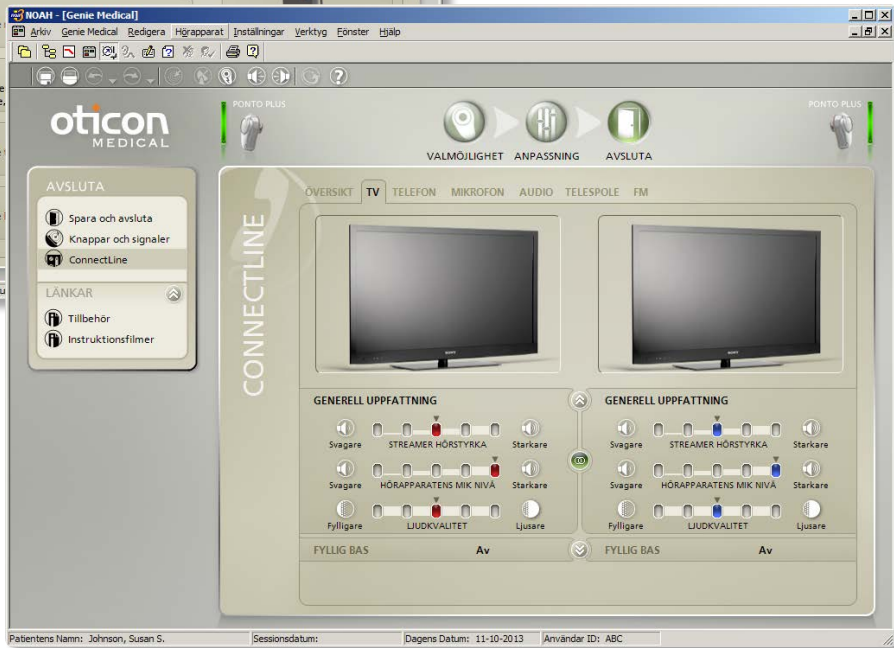 NOAH - [Genie Medical]
Arkiv Genie Medical Redigera Hörapparat Inställningar Verktyg Fönster Hjälp
oticon
MEDICAL
PONTO PLUS
VALMÖJLIGHET ANPASSNING AVSLUTA
PONTO PLUS
AVSLUTA
Spara och avsluta
Knappar och signaler
ConnectLine
LÄNKAR
Tillbehör
Instruktionsfilmer
CONNECTLINE
ÖVERSIKT TV TELEFON MIKROFON AUDIO TELESPOLE FM
SONY
SONY
GENERELL UPPFATTNING
Svagare STREAMER HÖRSTYRKA Starkare
Svagare HÖRAPPARATENS MIK NIVÅ Starkare
Fylligare LJUDKVALITET Ljusare
FYLLIG BAS Av
GENERELL UPPFATTNING
Svagare STREAMER HÖRSTYRKA Starkare
Svagare HÖRAPPARATENS MIK NIVÅ Starkare
Fylligare LJUDKVALITET Ljusare
FYLLIG BAS Av
Patientens Namn: Johnson, Susan S. Sessionsdatum: Dagens Datum: 11-10-2013 Användar ID: ABC